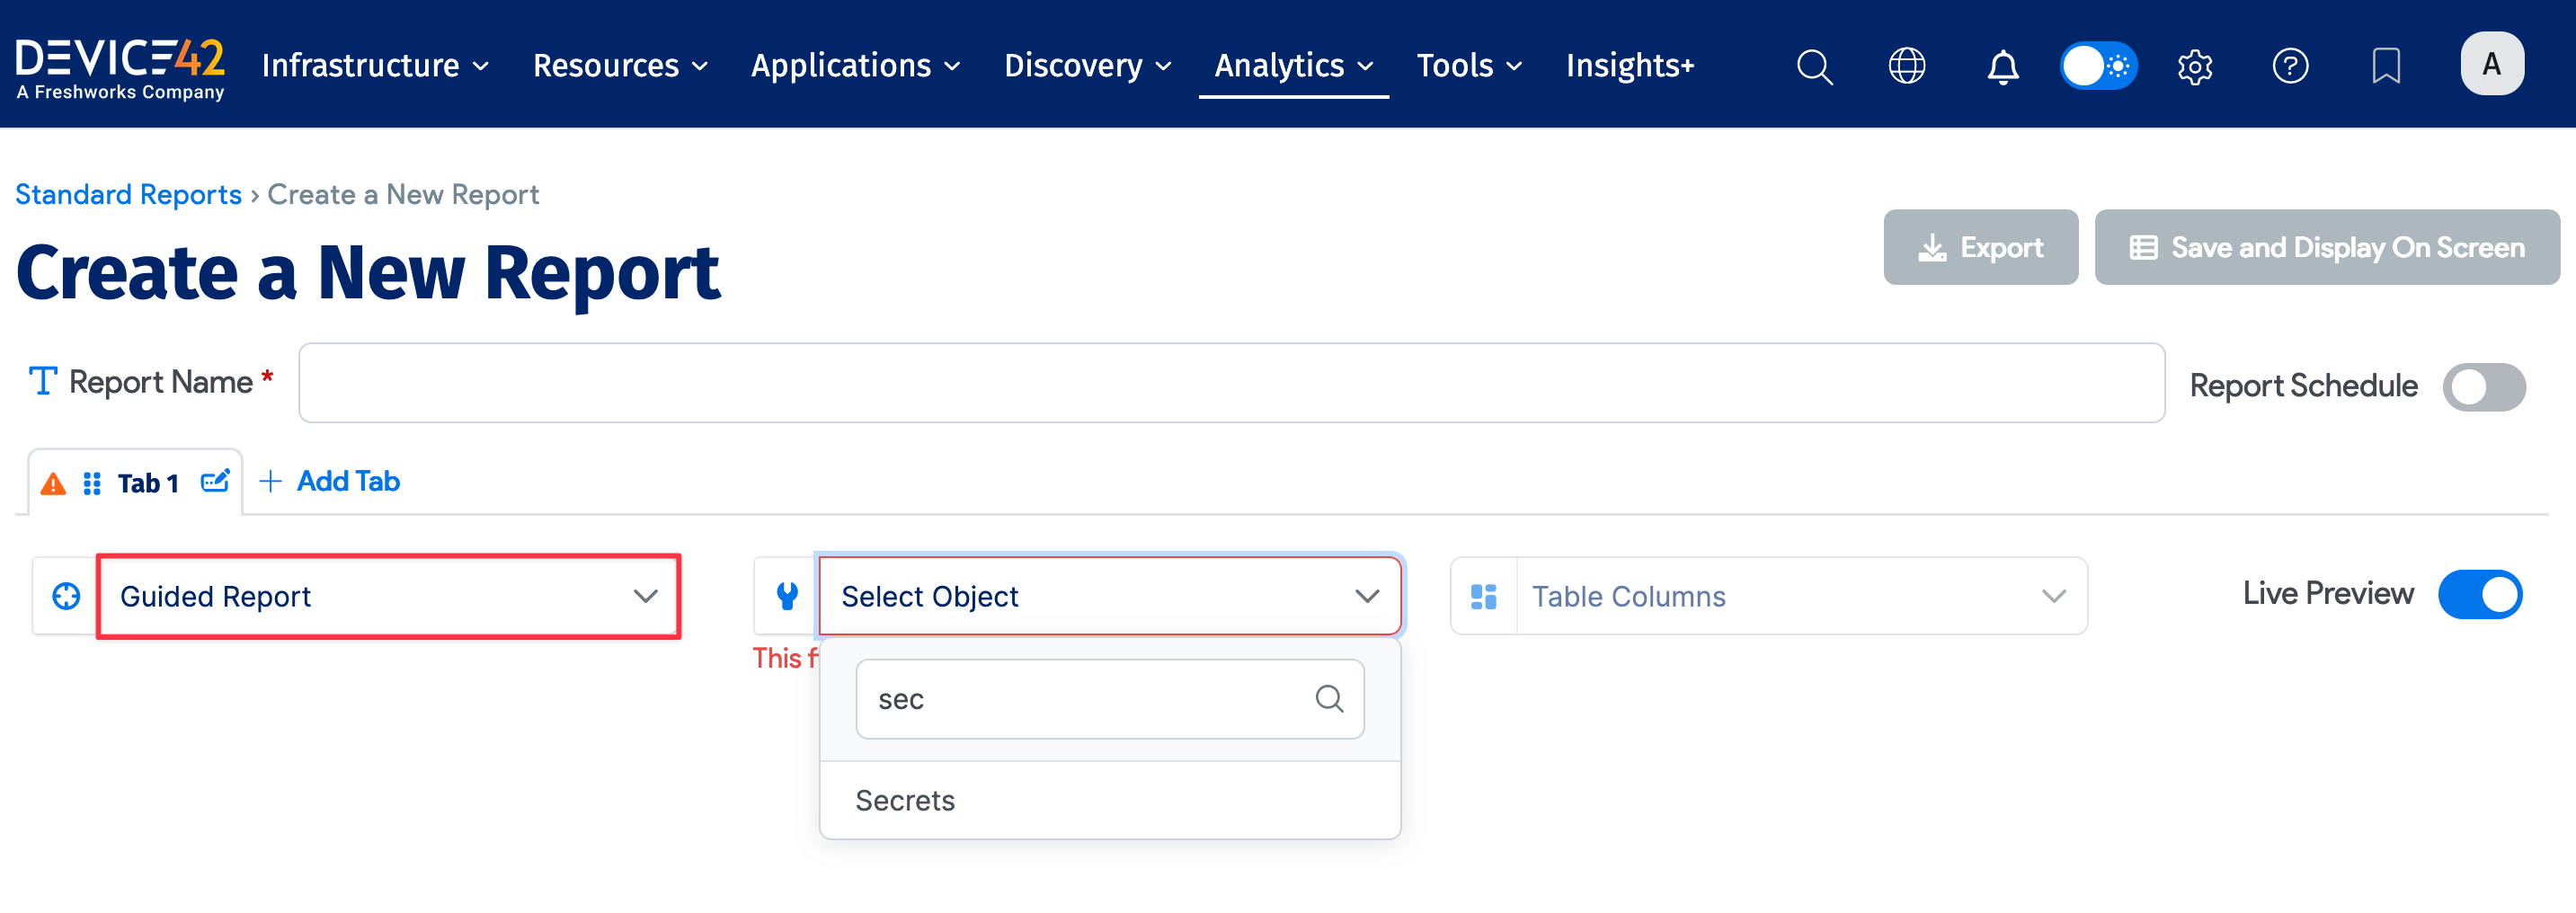 DEVICE42
A Freshworks Company
Infrastructure Resources Applications Discovery Analytics Tools Insights+ A
Standard Reports › Create a New Report
Create a New Report
Export Save and Display On Screen
Report Name * Report Schedule
Tab 1 + Add Tab
Guided Report Select Object Table Columns Live Preview
This f
sec
Secrets